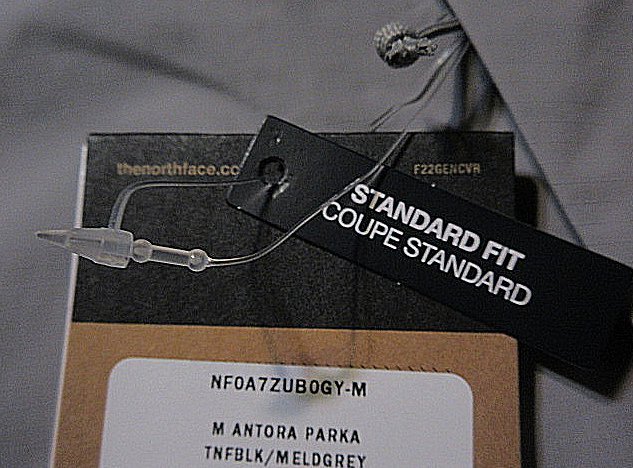 thenorthface.co
F22GENCVR
STANDARD FIT
COUPE STANDARD
NF0A7ZUB0GY-M
M ANTORA PARKA
TNFBLK/MELDGREY